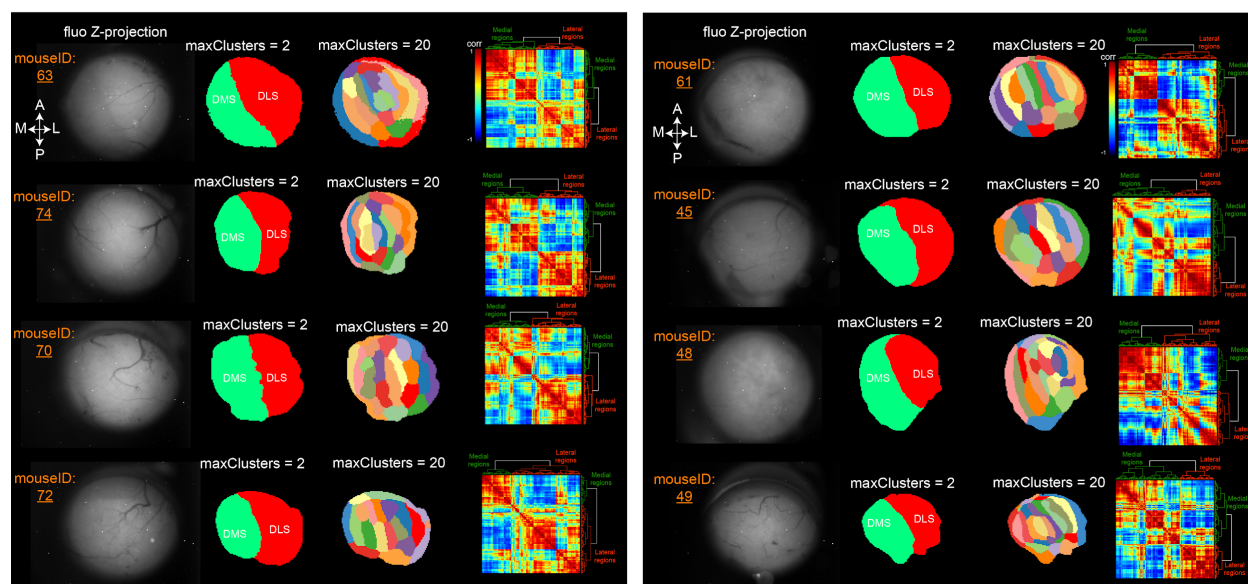 fluo Z-projection
mouseID:
63
A
M L
P
maxClusters = 2
DMS
DLS
maxClusters = 20
corr
1
-1
Medial
regions
Lateral
regions
Medial
regions
Lateral
regions
mouseID:
74
maxClusters = 2
DMS
DLS
maxClusters = 20
Medial
regions
Lateral
regions
Medial
regions
Lateral
regions
mouseID:
70
maxClusters = 2
DMS
DLS
maxClusters = 20
Medial
regions
Lateral
regions
Medial
regions
Lateral
regions
mouseID:
72
maxClusters = 2
DMS
DLS
maxClusters = 20
Medial
regions
Lateral
regions
Medial
regions
Lateral
regions
fluo Z-projection
mouseID:
61
A
M L
P
maxClusters = 2
DMS
DLS
maxClusters = 20
corr
1
-1
Medial
regions
Lateral
regions
Medial
regions
Lateral
regions
mouseID:
45
maxClusters = 2
DMS
DLS
maxClusters = 20
Medial
regions
Lateral
regions
Medial
regions
Lateral
regions
mouseID:
48
maxClusters = 2
DMS
DLS
maxClusters = 20
Medial
regions
Lateral
regions
Medial
regions
Lateral
regions
mouseID:
49
maxClusters = 2
DMS
DLS
maxClusters = 20
Medial
regions
Lateral
regions
Medial
regions
Lateral
regions